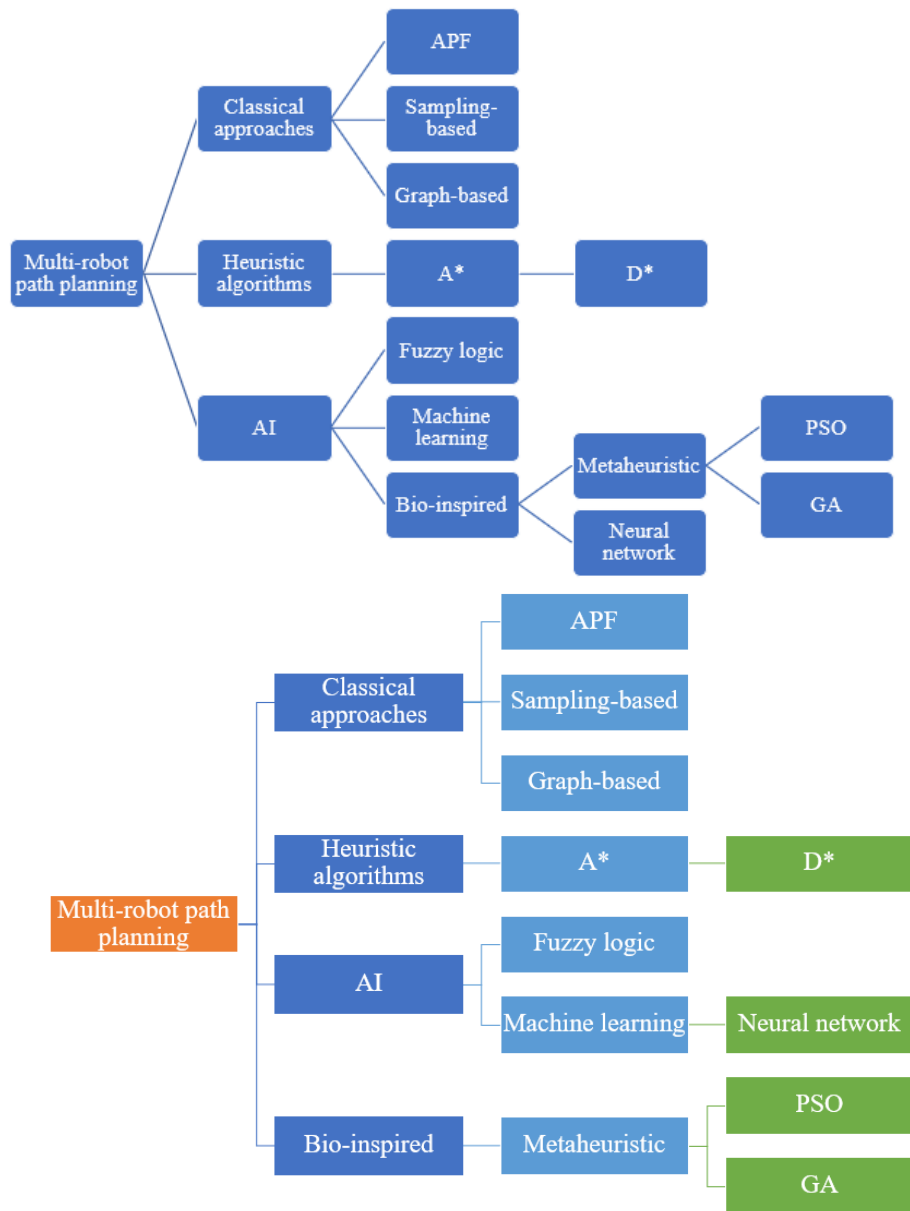 APF
Classical
approaches
Sampling-
based
Graph-based
Multi-robot
path planning
Heuristic
algorithms
A*
D*
Fuzzy logic
AI
Machine
learning
PSO
Metaheuristic
Bio-inspired
GA
Neural
network
APF
Classical
approaches
Sampling-based
Graph-based
Heuristic
algorithms
A*
D*
Multi-robot path
planning
Fuzzy logic
AI
Machine learning
Neural network
PSO
Bio-inspired
Metaheuristic
GA